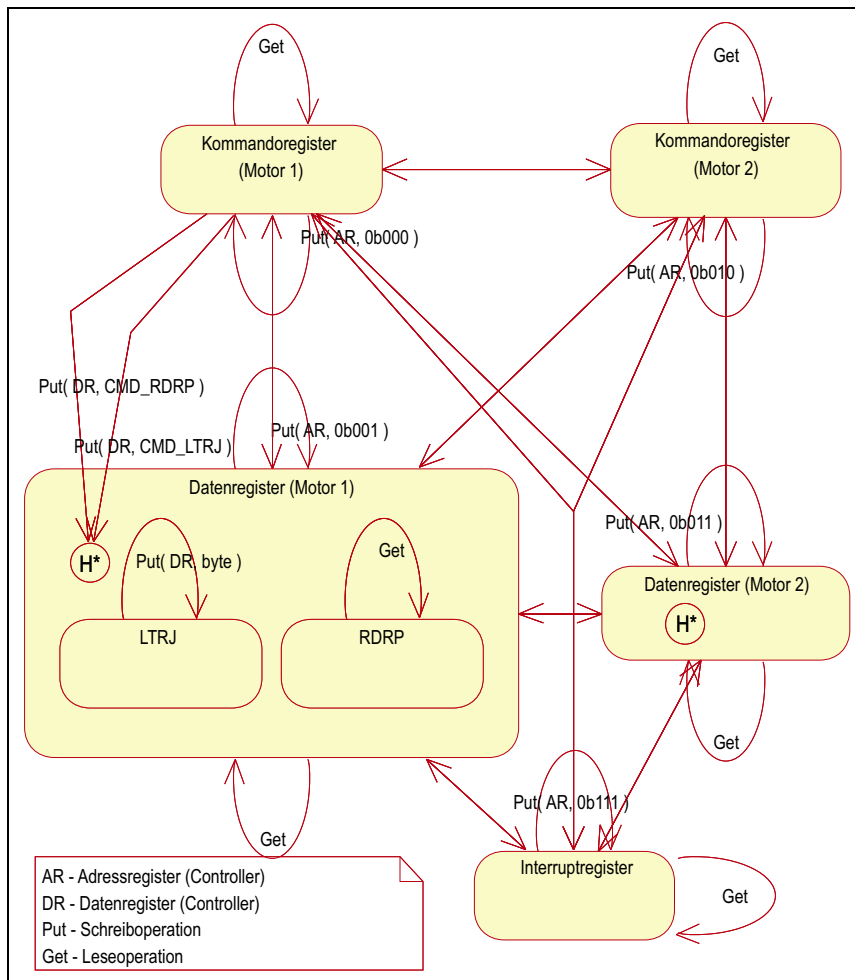 Get
Get
Kommandoregister
(Motor 1)
Kommandoregister
(Motor 2)
Put( AR, 0b000 )
Put( AR, 0b010 )
Put( DR, CMD_RDRP )
Put( DR, CMD_LTRJ )
Put( AR, 0b001 )
Datenregister (Motor 1)
Put( AR, 0b011 )
H*
Put( DR, byte )
Get
Datenregister (Motor 2)
H*
LTRJ
RDRP
Get
Put( AR, 0b111 )
Get
Interruptregister
Get
AR - Adressregister (Controller)
DR - Datenregister (Controller)
Put - Schreiboperation
Get - Leseoperation